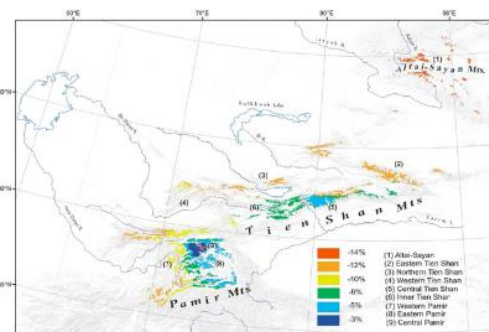 60°E
70°E
80°E
90°E
(1)
Altai-Sayan Mts.
Balkhash Lake
(2)
(3)
(4)
(6)
(5)
Tien Shan Mts
Tarim R.
(7)
(8)
Pamir Mts
-14%
-12%
-10%
-8%
-5%
-3%
(1) Altai-Sayan
(2) Eastern Tien Shan
(3) Northern Tien Shan
(4) Western Tien Shan
(5) Central Tien Shan
(6) Inner Tien Shan
(7) Western Pamir
(8) Eastern Pamir
(9) Central Pamir